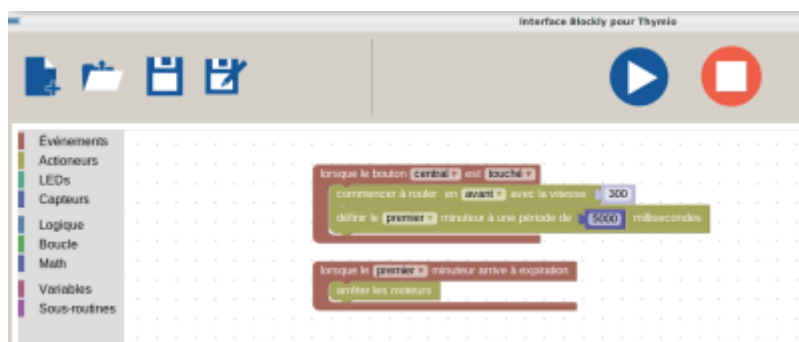 Interface Blockly pour Thymio
Événements
Actioneurs
LEDs
Capteurs
Logique
Boucle
Math
Variables
Sous-routines
lorsque le bouton central est touché
commencer à rouler en avant avec la vitesse 300
définir le premier minuteur à une période de 5000 millisecondes
lorsque le premier minuteur arrive à expiration
arrêter les moteurs